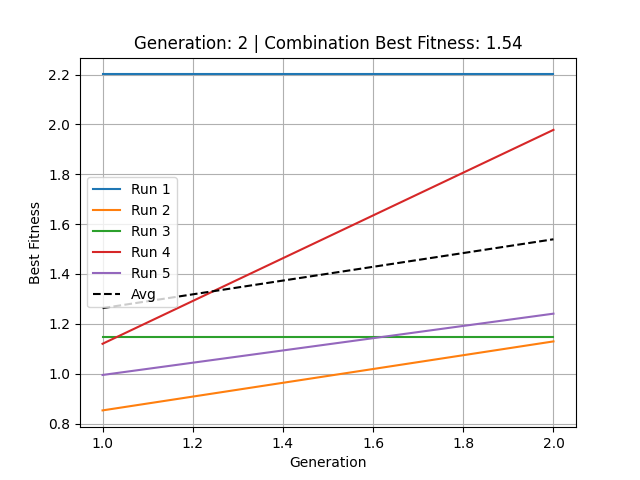 Generation: 2 | Combination Best Fitness: 1.54
Best Fitness
2.2
2.0
1.8
1.6
1.4
1.2
1.0
0.8
Run 1
Run 2
Run 3
Run 4
Run 5
Avg
1.0 1.2 1.4 1.6 1.8 2.0
Generation